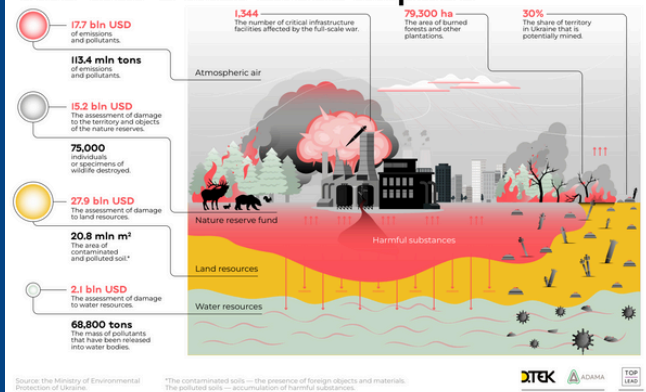 17.7 bln USD
of emissions
and pollutants.
113.4 mln tons
of emissions
and pollutants.
15.2 bln USD
The assessment of damage
to the territory and objects
of the nature reserves.
75,000
individuals
or specimens of
wildlife destroyed.
27.9 bln USD
The assessment of damage
to land resources.
20.8 mln m²
The area of
contaminated
and polluted soil.*
2.1 bln USD
The assessment of damage
to water resources.
68,800 tons
The mass of pollutants
that have been released
into water bodies.
1,344
The number of critical infrastructure
facilities affected by the full-scale war.
79,300 ha
The area of burned
forests and other
plantations.
30%
The share of territory
in Ukraine that is
potentially mined.
Atmospheric air
Nature reserve fund
Harmful substances
Land resources
Water resources
Source: the Ministry of Environmental
Protection of Ukraine.
*The contaminated soils — the presence of foreign objects and materials.
The polluted soils — accumulation of harmful substances.
DTEK
ADAMA
TOP
LEAD